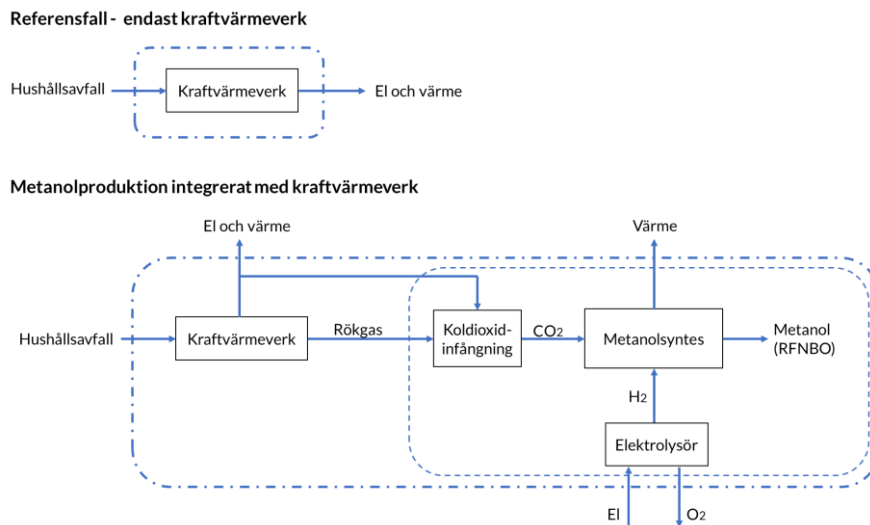 Referensfall - endast kraftvärmeverk
Hushållsavfall
Kraftvärmeverk
El och värme
Metanolproduktion integrerat med kraftvärmeverk
El och värme
Värme
Hushållsavfall
Kraftvärmeverk
Rökgas
Koldioxid-
infångning
CO2
Metanolsyntes
Metanol
(RFNBO)
H2
Elektrolysör
El
O2